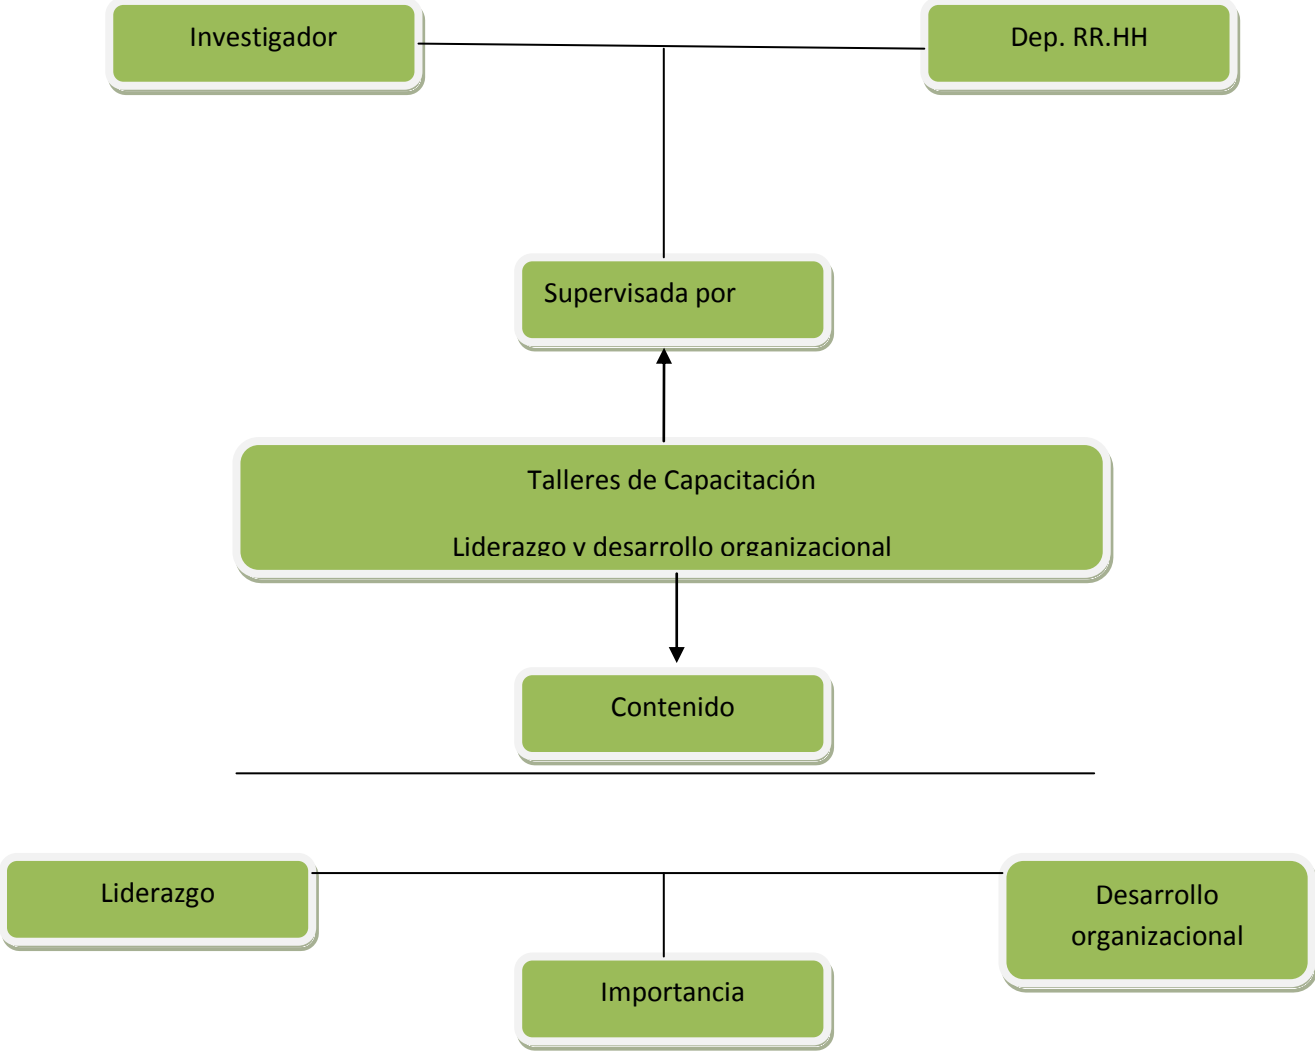 Investigador
Dep. RR.HH
Supervisada por
Talleres de Capacitación
Liderazgo y desarrollo organizacional
Contenido
Liderazgo
Desarrollo
organizacional
Importancia